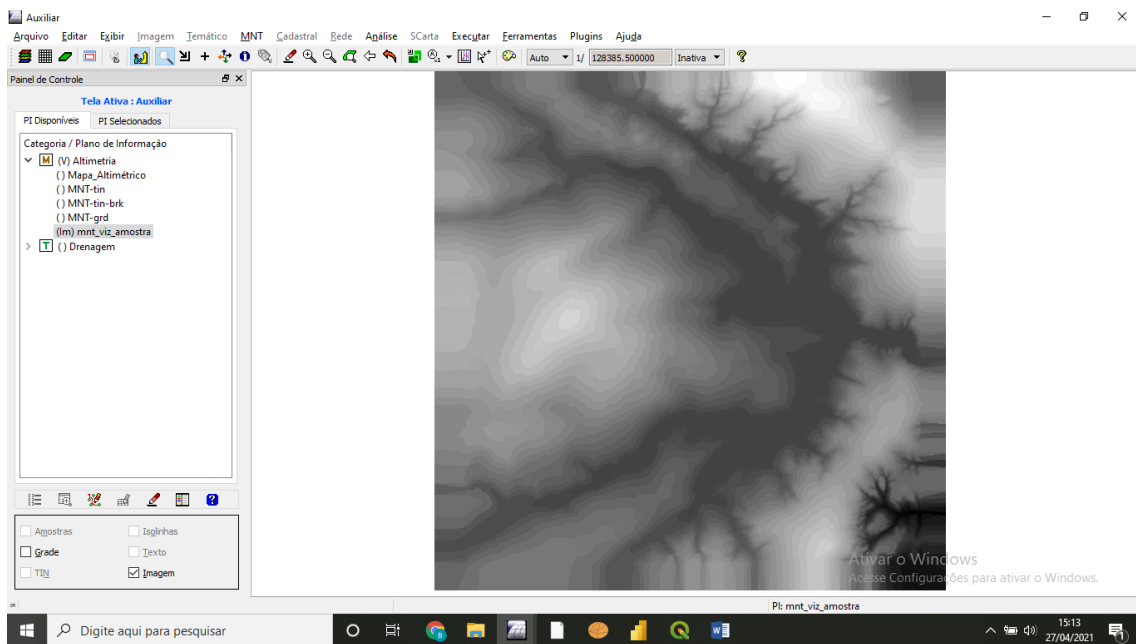 Auxiliar
Arquivo Editar Exibir Imagem Temático MNT Cadastral Rede Análise SCarta Executar Ferramentas Plugins Ajuda
Auto 1/ 128385.500000 Inativa
Painel de Controle
Tela Ativa : Auxiliar
PI Disponíveis PI Selecionados
Categoria / Plano de Informação
M (V) Altimetria
() Mapa_Altimétrico
() MNT-tin
() MNT-tin-brk
() MNT-grd
(Im) mnt_viz_amostra
T () Drenagem
Amostras Isolinhas
Grade Texto
TIN Imagem
Ativar o Windows
Acesse Configurações para ativar o Windows.
PI: mnt_viz_amostra
Digite aqui para pesquisar
15:13
27/04/2021